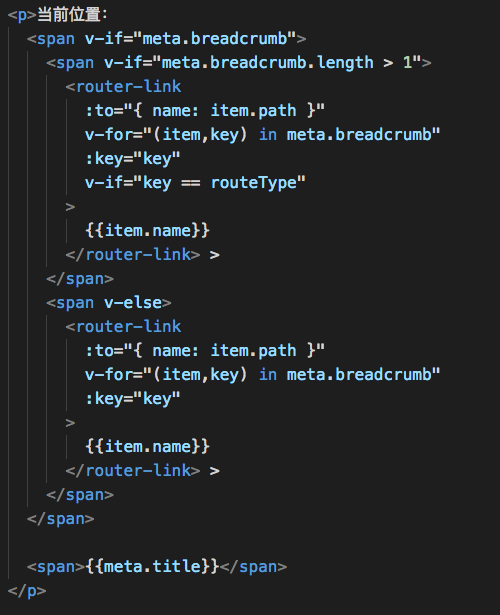 <p>当前位置:
<span v-if="meta.breadcrumb">
<span v-if="meta.breadcrumb.length > 1">
<router-link
:to="{ name: item.path }"
v-for="(item,key) in meta.breadcrumb"
:key="key"
v-if="key == routeType"
>
{{item.name}}
</router-link> >
</span>
<span v-else>
<router-link
:to="{ name: item.path }"
v-for="(item,key) in meta.breadcrumb"
:key="key"
>
{{item.name}}
</router-link> >
</span>
</span>
<span>{{meta.title}}</span>
</p>